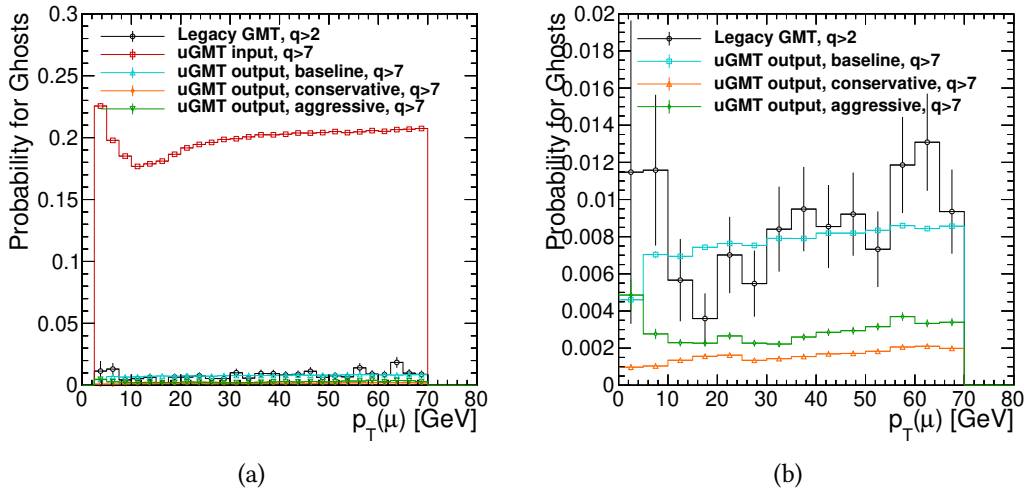 Probability for Ghosts
0.3
0.25
0.2
0.15
0.1
0.05
0
Legacy GMT, q>2
uGMT input, q>7
uGMT output, baseline, q>7
uGMT output, conservative, q>7
uGMT output, aggressive, q>7
0 10 20 30 40 50 60 70 80
p_T(μ) [GeV]
(a)
Probability for Ghosts
0.02
0.018
0.016
0.014
0.012
0.01
0.008
0.006
0.004
0.002
0
Legacy GMT, q>2
uGMT output, baseline, q>7
uGMT output, conservative, q>7
uGMT output, aggressive, q>7
0 10 20 30 40 50 60 70 80
p_T(μ) [GeV]
(b)